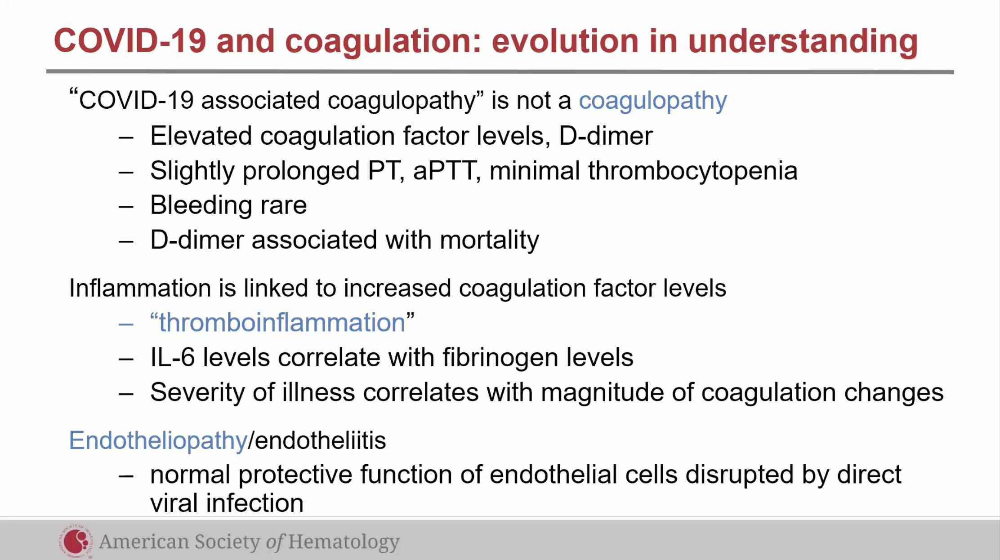 COVID-19 and coagulation: evolution in understanding
“COVID-19 associated coagulopathy” is not a coagulopathy
– Elevated coagulation factor levels, D-dimer
– Slightly prolonged PT, aPTT, minimal thrombocytopenia
– Bleeding rare
– D-dimer associated with mortality
Inflammation is linked to increased coagulation factor levels
– “thromboinflammation”
– IL-6 levels correlate with fibrinogen levels
– Severity of illness correlates with magnitude of coagulation changes
Endotheliopathy/endotheliitis
– normal protective function of endothelial cells disrupted by direct
viral infection
American Society of Hematology